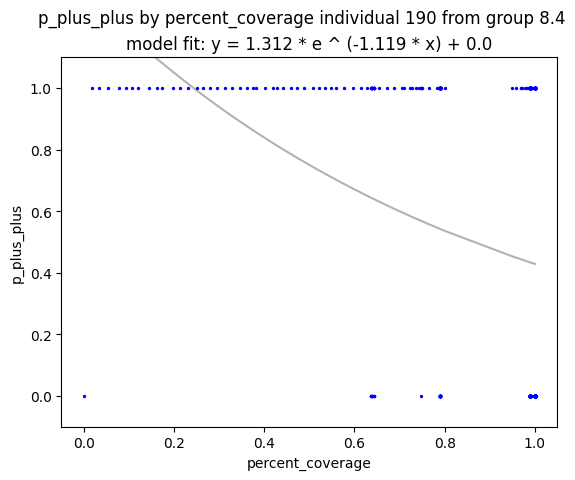 p_plus_plus by percent_coverage individual 190 from group 8.4
model fit: y = 1.312 * e ^ (-1.119 * x) + 0.0
1.0
0.8
0.6
0.4
0.2
0.0
p_plus_plus
0.0 0.2 0.4 0.6 0.8 1.0
percent_coverage